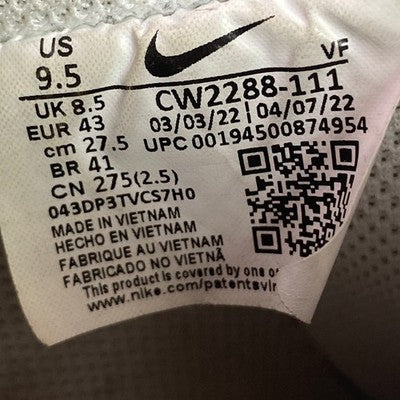 US VF
9.5
UK 8.5 CW2288-111
EUR 43 03/03/22 | 04/07/22
cm 27.5 UPC 00194500874954
BR 41
CN 275(2.5)
043DP3TVCS7H0
MADE IN VIETNAM
HECHO EN VIETNAM
FABRIQUE AU VIETNAM
FABRICADO NO VIETNÃ
This product is covered by one o
www.nike.com/patentsvir